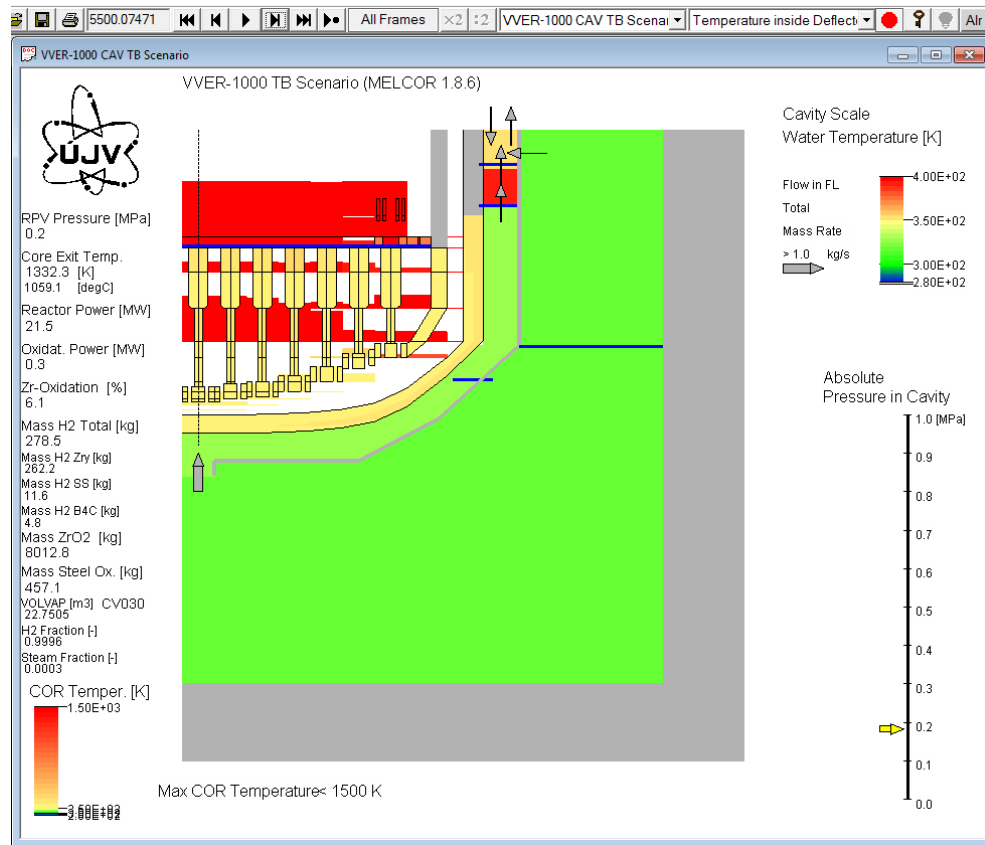 5500.07471
All Frames
×2
:2
VVER-1000 CAV TB Scenar
Temperature inside Deflect
Alr
VVER-1000 CAV TB Scenario
VVER-1000 TB Scenario (MELCOR 1.8.6)
ÚJV
RPV Pressure [MPa]
0.2
Core Exit Temp.
1332.3 [K]
1059.1 [degC]
Reactor Power [MW]
21.5
Oxidat. Power [MW]
0.3
Zr-Oxidation [%]
6.1
Mass H2 Total [kg]
278.5
Mass H2 Zry [kg]
262.2
Mass H2 SS [kg]
11.6
Mass H2 B4C [kg]
4.8
Mass ZrO2 [kg]
8012.8
Mass Steel Ox. [kg]
457.1
VOLVAP [m3] CV030
22.7505
H2 Fraction [-]
0.9996
Steam Fraction [-]
0.0003
COR Temper. [K]
1.50E+03
Max COR Temperature< 1500 K
Cavity Scale
Water Temperature [K]
Flow in FL
Total
Mass Rate
> 1.0 kg/s
4.00E+02
3.50E+02
3.00E+02
2.80E+02
Absolute
Pressure in Cavity
1.0 [MPa]
0.9
0.8
0.7
0.6
0.5
0.4
0.3
0.2
0.1
0.0